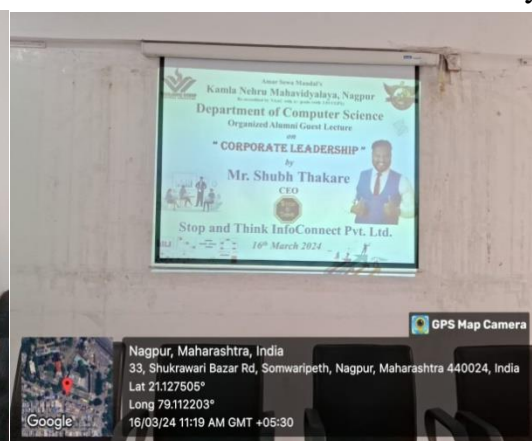 Amar Sewa Mandal's
Kamla Nehru Mahavidyalaya, Nagpur
Department of Computer Science
Organized Alumni Guest Lecture
on
" CORPORATE LEADERSHIP "
by
Mr. Shubh Thakare
CEO
Stop and Think InfoConnect Pvt. Ltd.
16th March 2024
GPS Map Camera
Nagpur, Maharashtra, India
33, Shukrawari Bazar Rd, Somwaripeth, Nagpur, Maharashtra 440024, India
Lat 21.127505°
Long 79.112203°
16/03/24 11:19 AM GMT +05:30
Google